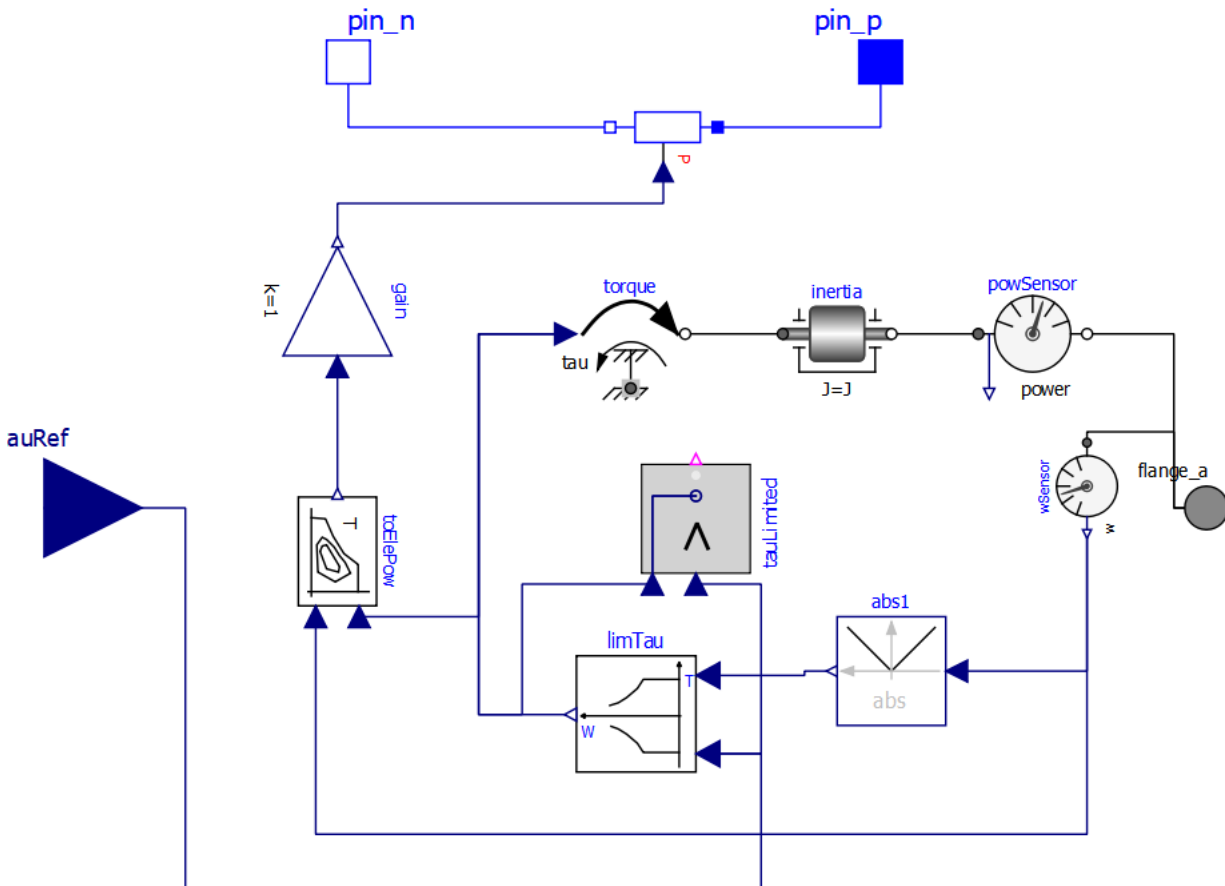 pin_n
pin_p
P
gain
k=1
torque
tau
inertia
J=J
powSensor
power
auRef
wSensor
w
flange_a
T
toElePow
tauLimited
<
limTau
T
W
abs1
abs